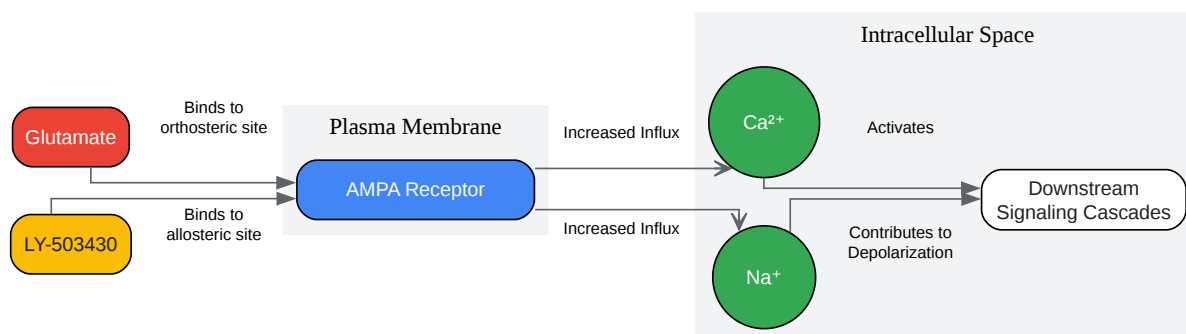 Intracellular Space
Binds to
orthosteric site
Glutamate
Plasma Membrane
Increased Influx
Ca²⁺
Activates
AMPA Receptor
Downstream
Signaling Cascades
Binds to
allosteric site
LY-503430
Increased Influx
Contributes to
Depolarization
Na⁺